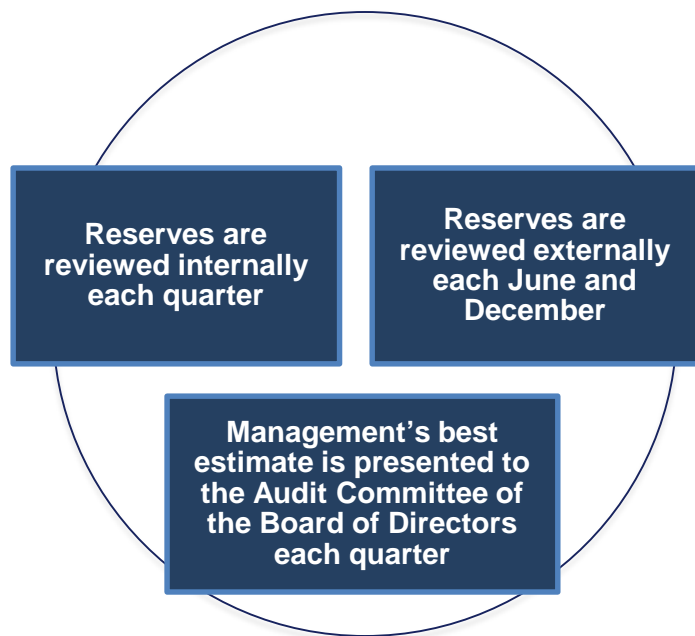 Reserves are
reviewed internally
each quarter
Reserves are
reviewed externally
each June and
December
Management’s best
estimate is presented to
the Audit Committee of
the Board of Directors
each quarter